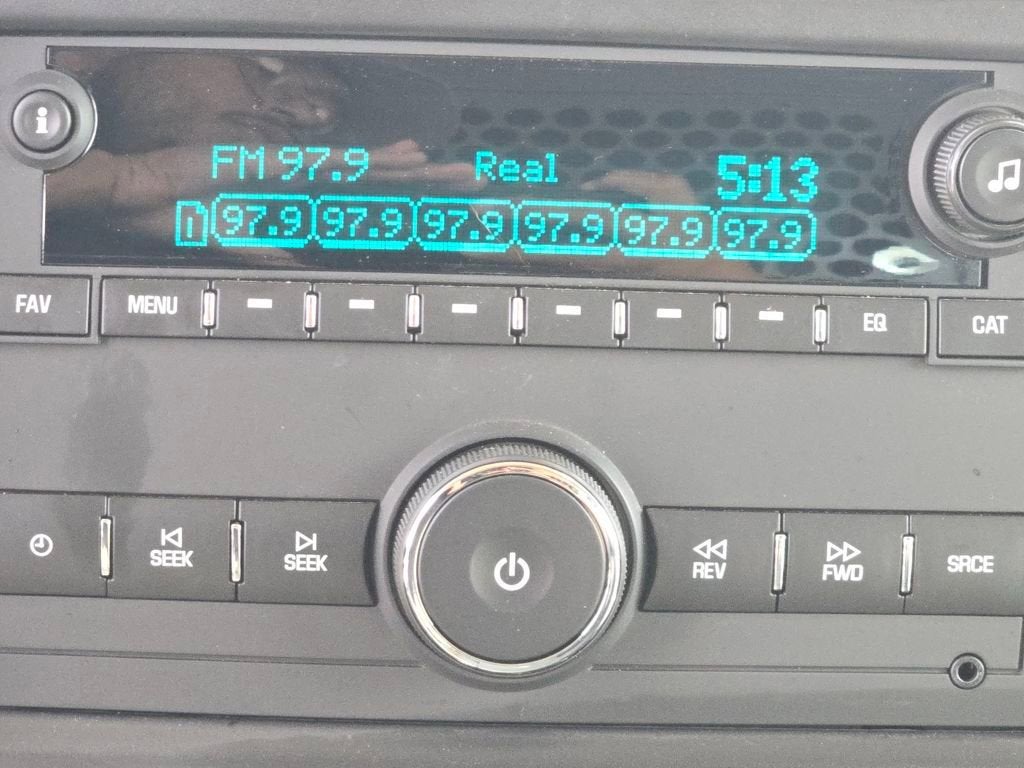 i
FM 97.9 Real 5:13
1 97.9 97.9 97.9 97.9 97.9 97.9
FAV MENU EQ CAT
SEEK SEEK REV FWD SRCE